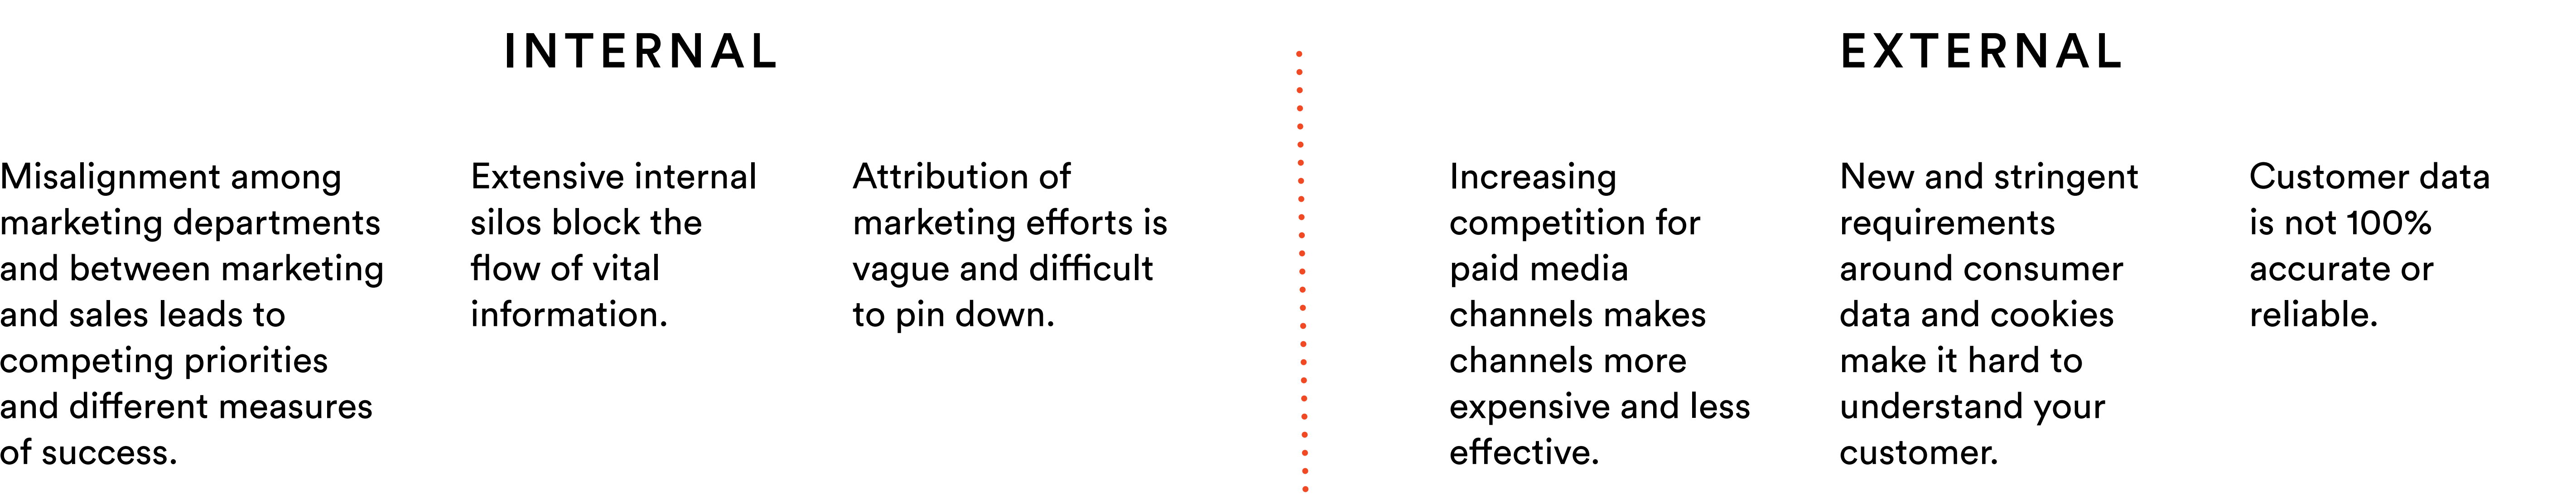 INTERNAL
Misalignment among
marketing departments
and between marketing
and sales leads to
competing priorities
and different measures
of success.
Extensive internal
silos block the
flow of vital
information.
Attribution of
marketing efforts is
vague and difficult
to pin down.
EXTERNAL
Increasing
competition for
paid media
channels makes
channels more
expensive and less
effective.
New and stringent
requirements
around consumer
data and cookies
make it hard to
understand your
customer.
Customer data
is not 100%
accurate or
reliable.